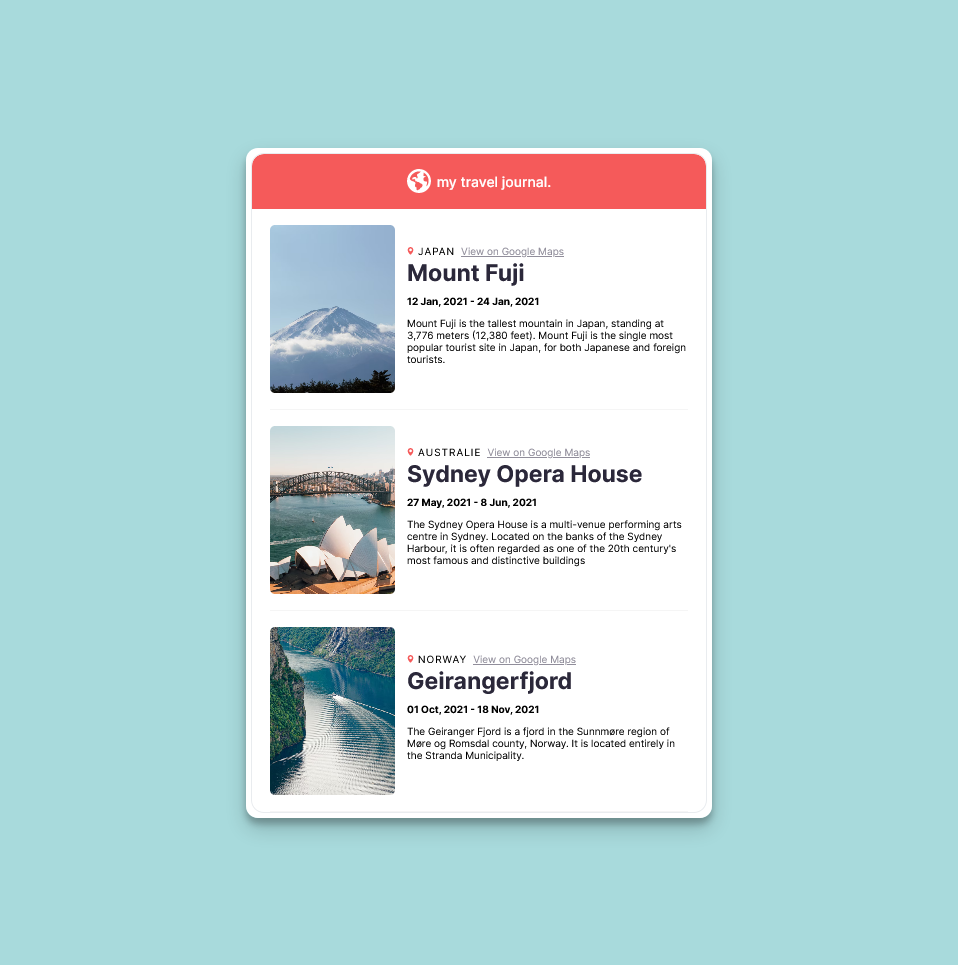 my travel journal.
JAPAN View on Google Maps
Mount Fuji
12 Jan, 2021 - 24 Jan, 2021
Mount Fuji is the tallest mountain in Japan, standing at
3,776 meters (12,380 feet). Mount Fuji is the single most
popular tourist site in Japan, for both Japanese and foreign
tourists.
AUSTRALIE View on Google Maps
Sydney Opera House
27 May, 2021 - 8 Jun, 2021
The Sydney Opera House is a multi-venue performing arts
centre in Sydney. Located on the banks of the Sydney
Harbour, it is often regarded as one of the 20th century's
most famous and distinctive buildings
NORWAY View on Google Maps
Geirangerfjord
01 Oct, 2021 - 18 Nov, 2021
The Geiranger Fjord is a fjord in the Sunnmøre region of
Møre og Romsdal county, Norway. It is located entirely in
the Stranda Municipality.